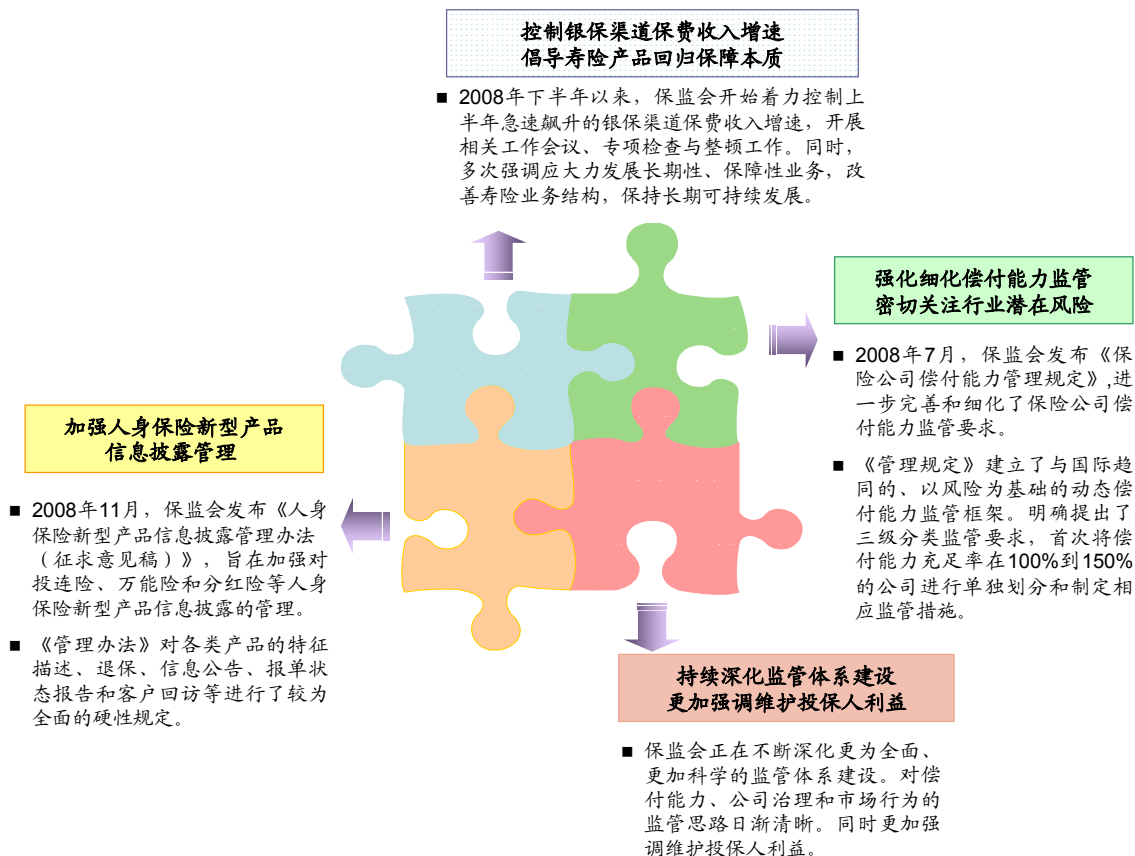 控制银保渠道保费收入增速
倡导寿险产品回归保障本质
■ 2008年下半年以来，保监会开始着力控制上
半年急速飙升的银保渠道保费收入增速，开展
相关工作会议、专项检查与整顿工作。同时，
多次强调应大力发展长期性、保障性业务，改
善寿险业务结构，保持长期可持续发展。
强化细化偿付能力监管
密切关注行业潜在风险
■ 2008年7月，保监会发布《保
险公司偿付能力管理规定》,进
一步完善和细化了保险公司偿
付能力监管要求。
■ 《管理规定》建立了与国际趋
同的、以风险为基础的动态偿
付能力监管框架。明确提出了
三级分类监管要求，首次将偿
付能力充足率在100%到150%
的公司进行单独划分和制定相
应监管措施。
加强人身保险新型产品
信息披露管理
■ 2008年11月，保监会发布《人身
保险新型产品信息披露管理办法
（征求意见稿）》，旨在加强对
投连险、万能险和分红险等人身
保险新型产品信息披露的管理。
■ 《管理办法》对各类产品的特征
描述、退保、信息公告、报单状
态报告和客户回访等进行了较为
全面的硬性规定。
持续深化监管体系建设
更加强调维护投保人利益
■ 保监会正在不断深化更为全面、
更加科学的监管体系建设。对偿
付能力、公司治理和市场行为的
监管思路日渐清晰。同时更加强
调维护投保人利益。